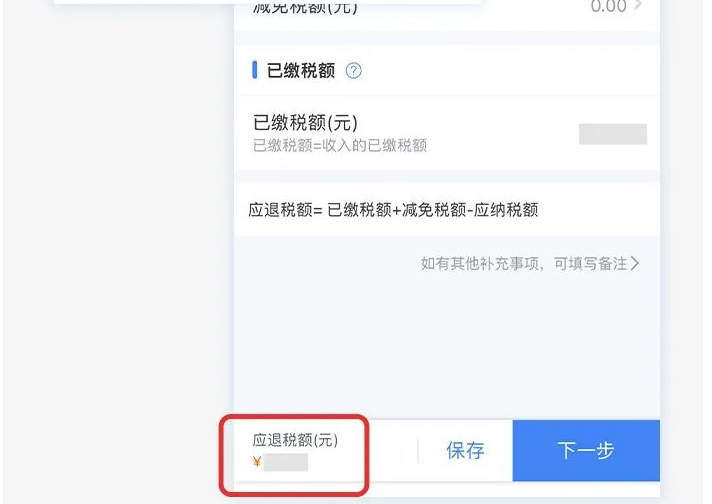 减免税额(元)
0.00
已缴税额
已缴税额(元)
已缴税额=收入的已缴税额
应退税额= 已缴税额+减免税额-应纳税额
如有其他补充事项，可填写备注
应退税额(元)
¥
保存
下一步